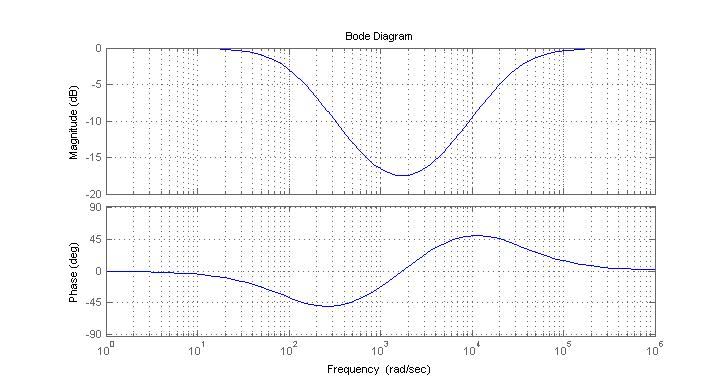 Bode Diagram
Magnitude (dB)
0
-5
-10
-15
-20
Phase (deg)
90
45
0
-45
-90
10^0 10^1 10^2 10^3 10^4 10^5 10^6
Frequency (rad/sec)